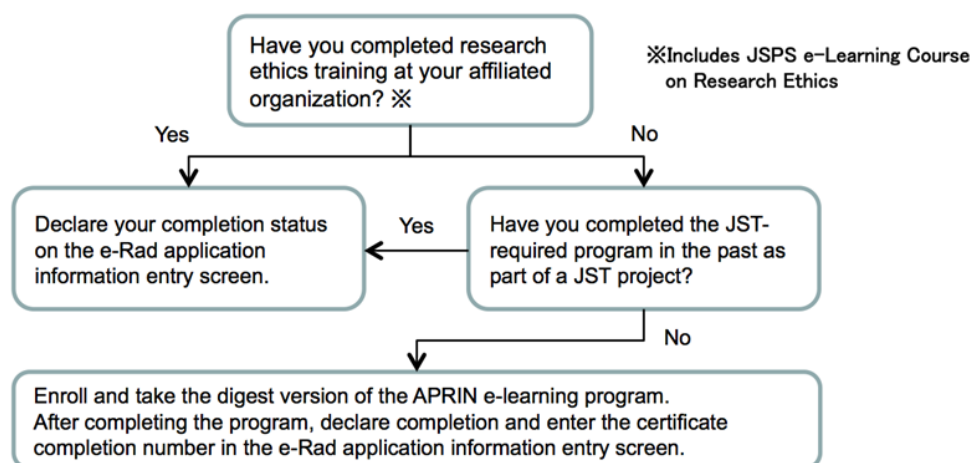 Have you completed research
ethics training at your affiliated
organization? ※
※Includes JSPS e-Learning Course
on Research Ethics
Yes
No
Declare your completion status
on the e-Rad application
information entry screen.
Yes
Have you completed the JST-
required program in the past as
part of a JST project?
No
Enroll and take the digest version of the APRIN e-learning program.
After completing the program, declare completion and enter the certificate
completion number in the e-Rad application information entry screen.